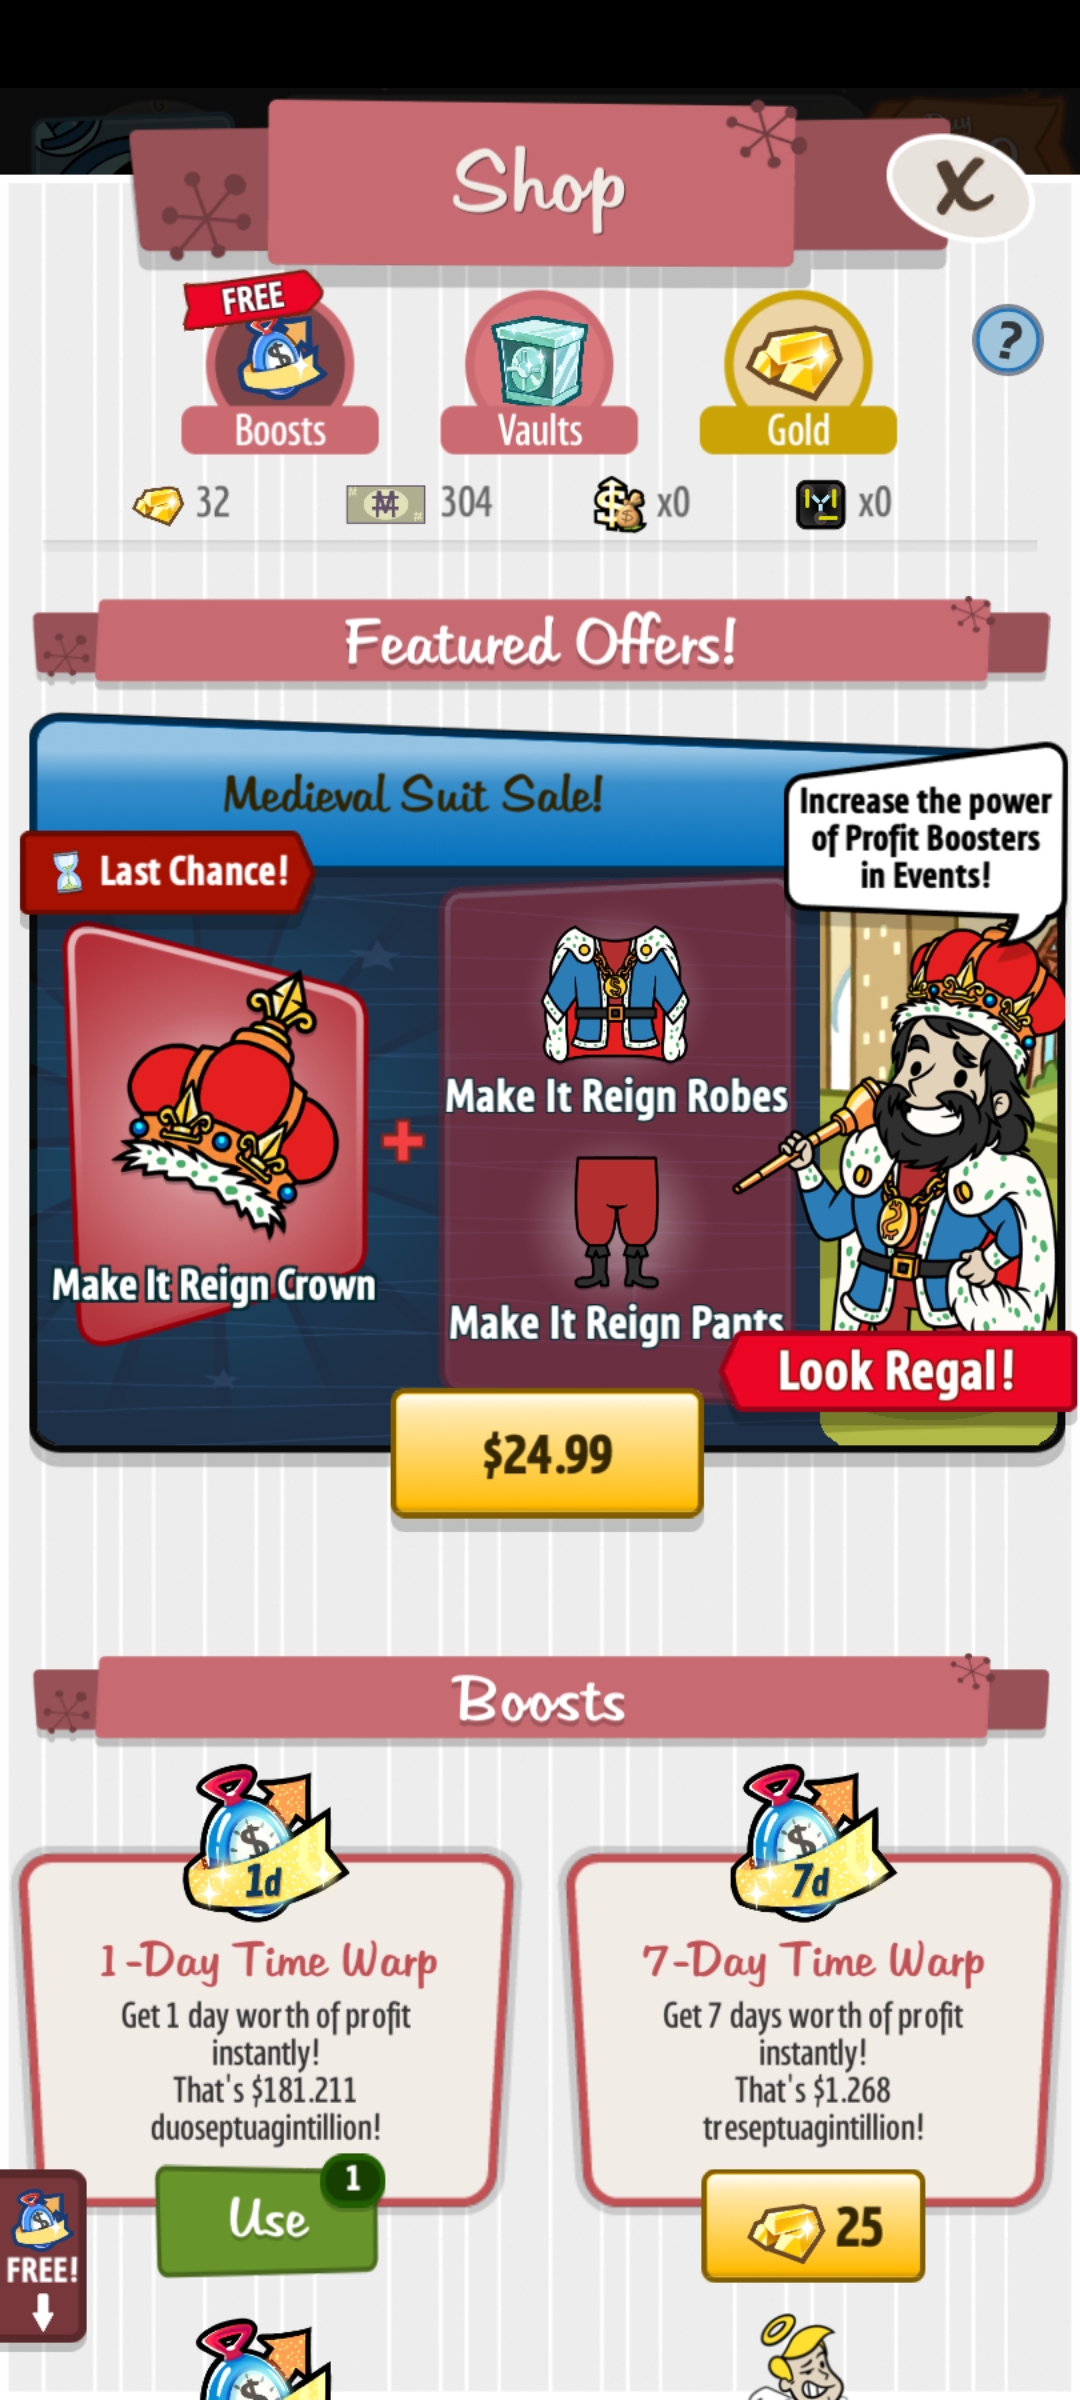 Shop
X
FREE
Boosts
Vaults
Gold
?
32
304
x0
x0
Featured Offers!
Medieval Suit Sale!
Increase the power
of Profit Boosters
in Events!
Last Chance!
Make It Reign Robes
+
Make It Reign Crown
Make It Reign Pants
Look Regal!
$24.99
Boosts
1d
7d
1-Day Time Warp
Get 1 day worth of profit
instantly!
That's $181.211
duoseptuagintillion!
7-Day Time Warp
Get 7 days worth of profit
instantly!
That's $1.268
treseptuagintillion!
1
Use
25
FREE!